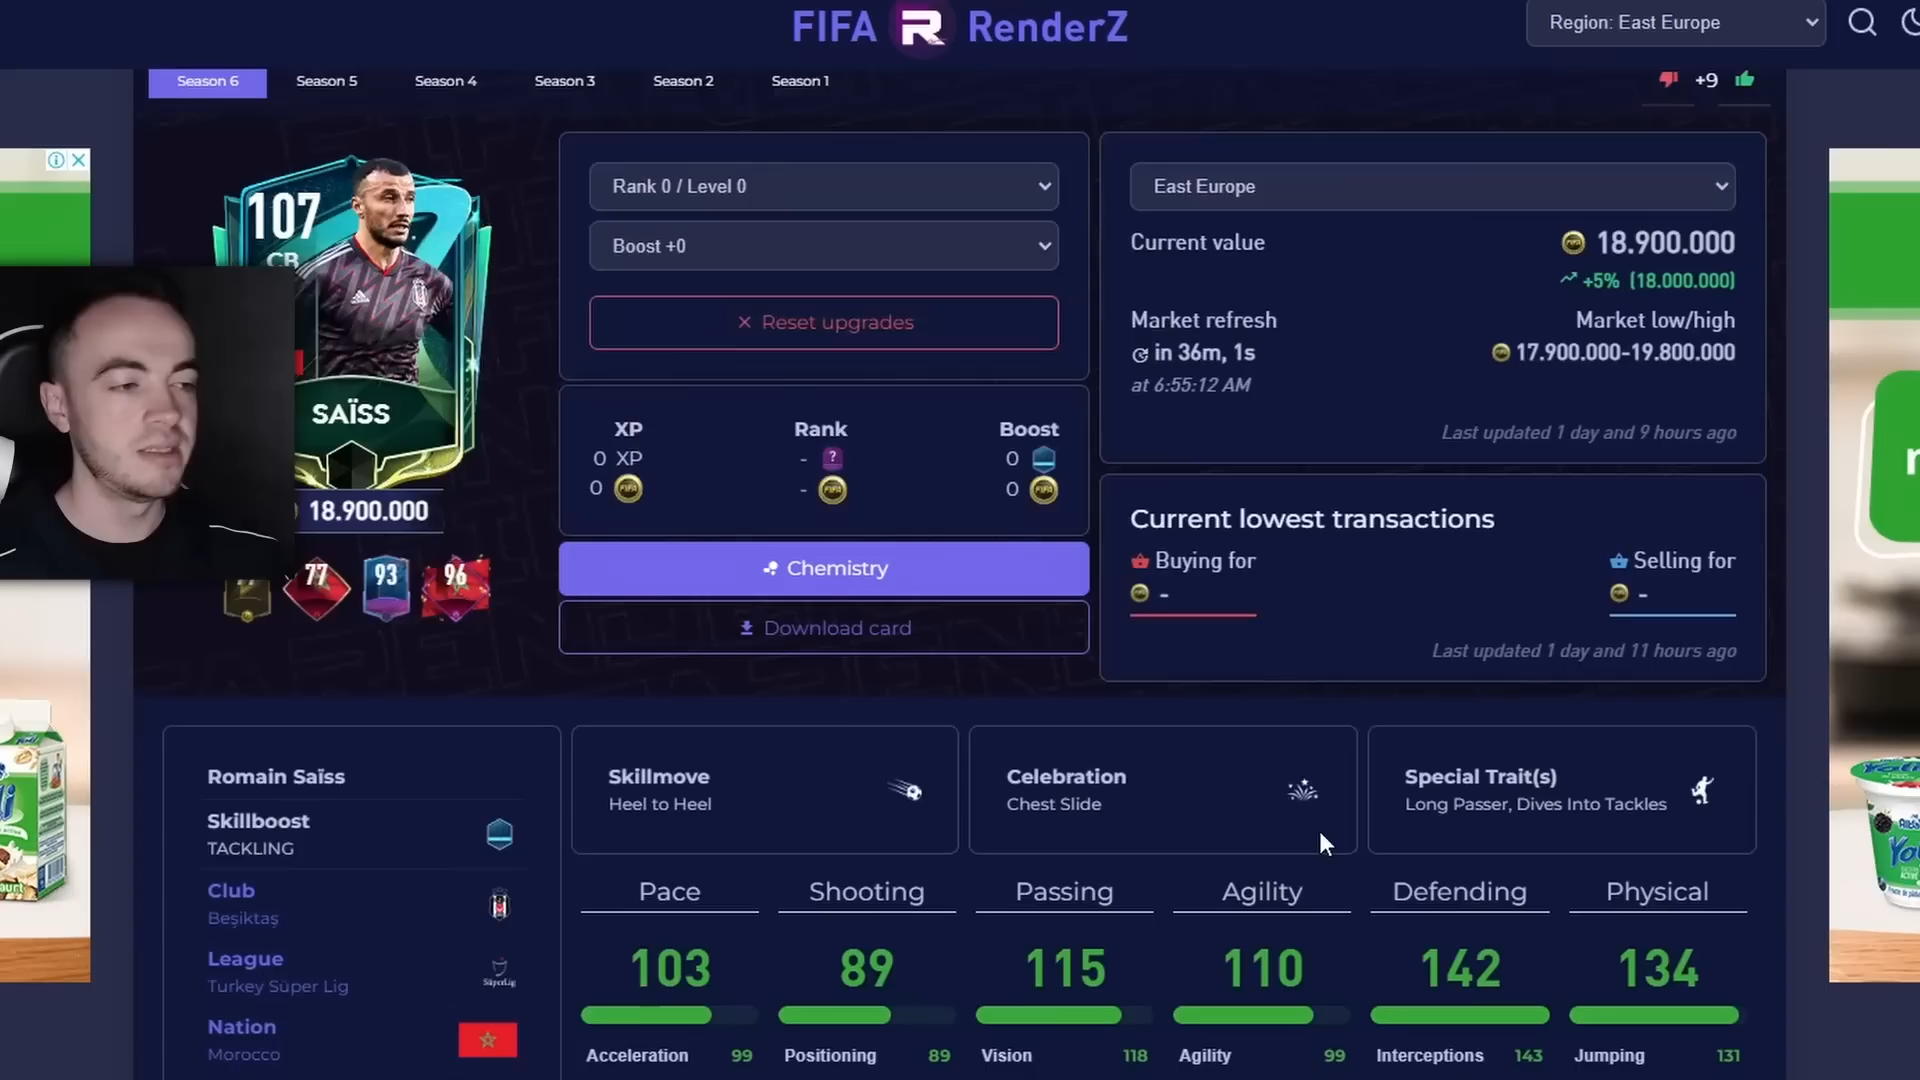 FIFA R RenderZ
Region: East Europe
Season 6
Season 5
Season 4
Season 3
Season 2
Season 1
+9
107
CB
SAÏSS
18.900.000
77
93
96
Rank 0 / Level 0
Boost +0
Reset upgrades
XP
Rank
Boost
0 XP
- ?
0
0
-
0
Chemistry
Download card
East Europe
Current value
18.900.000
+5% (18.000.000)
Market refresh
Market low/high
in 36m, 1s
17.900.000-19.800.000
at 6:55:12 AM
Last updated 1 day and 9 hours ago
Current lowest transactions
Buying for
Selling for
-
-
Last updated 1 day and 11 hours ago
Romain Saïss
Skillboost
TACKLING
Club
Beşiktaş
League
Turkey Süper Lig
SüperLig
Nation
Morocco
Skillmove
Heel to Heel
Celebration
Chest Slide
Special Trait(s)
Long Passer, Dives Into Tackles
Pace
Shooting
Passing
Agility
Defending
Physical
103
89
115
110
142
134
Acceleration 99
Positioning 89
Vision 118
Agility 99
Interceptions 143
Jumping 131